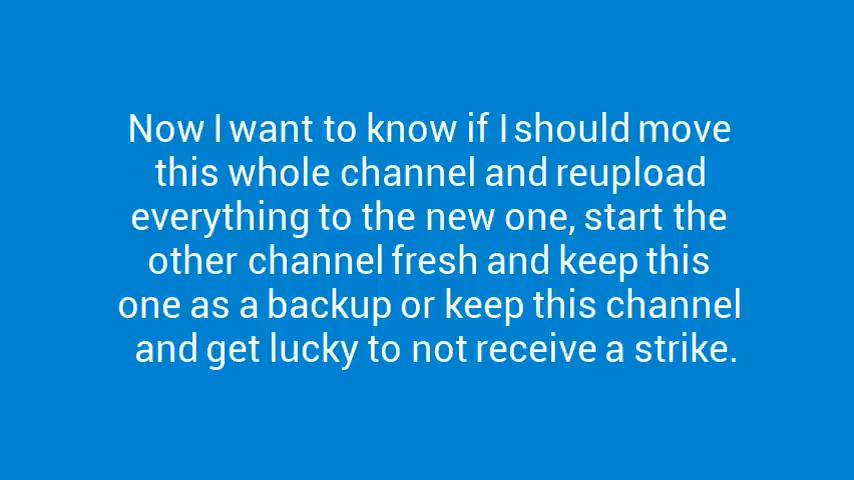 Now I want to know if I should move
this whole channel and reupload
everything to the new one, start the
other channel fresh and keep this
one as a backup or keep this channel
and get lucky to not receive a strike.